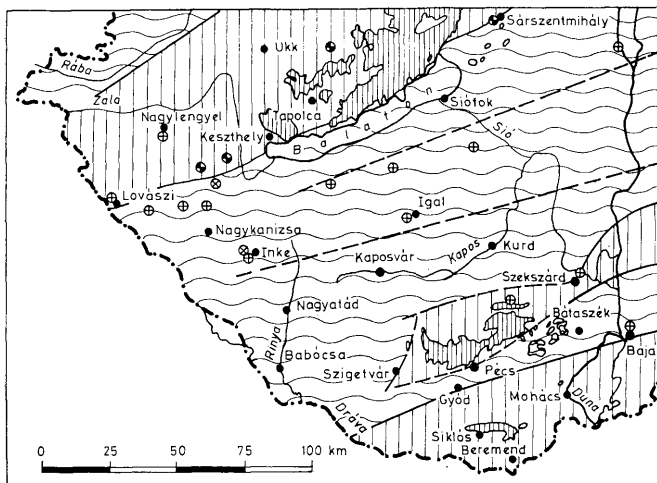 Sárszentmihály
Ukk
Rába
Zala
Tapolca
Balaton
Siófok
Nagylengyel
Keszthely
Sió
Lovászi
Igal
Nagykanizsa
Inke
Kaposvár
Kapos
Kurd
Szekszárd
Nagyatád
Bátaszék
Rinya
Baja
Babócsa
Szigetvár
Pécs
Gyód
Mohács
Duna
Dráva
Siklós
Beremend
0 25 50 75 100 km